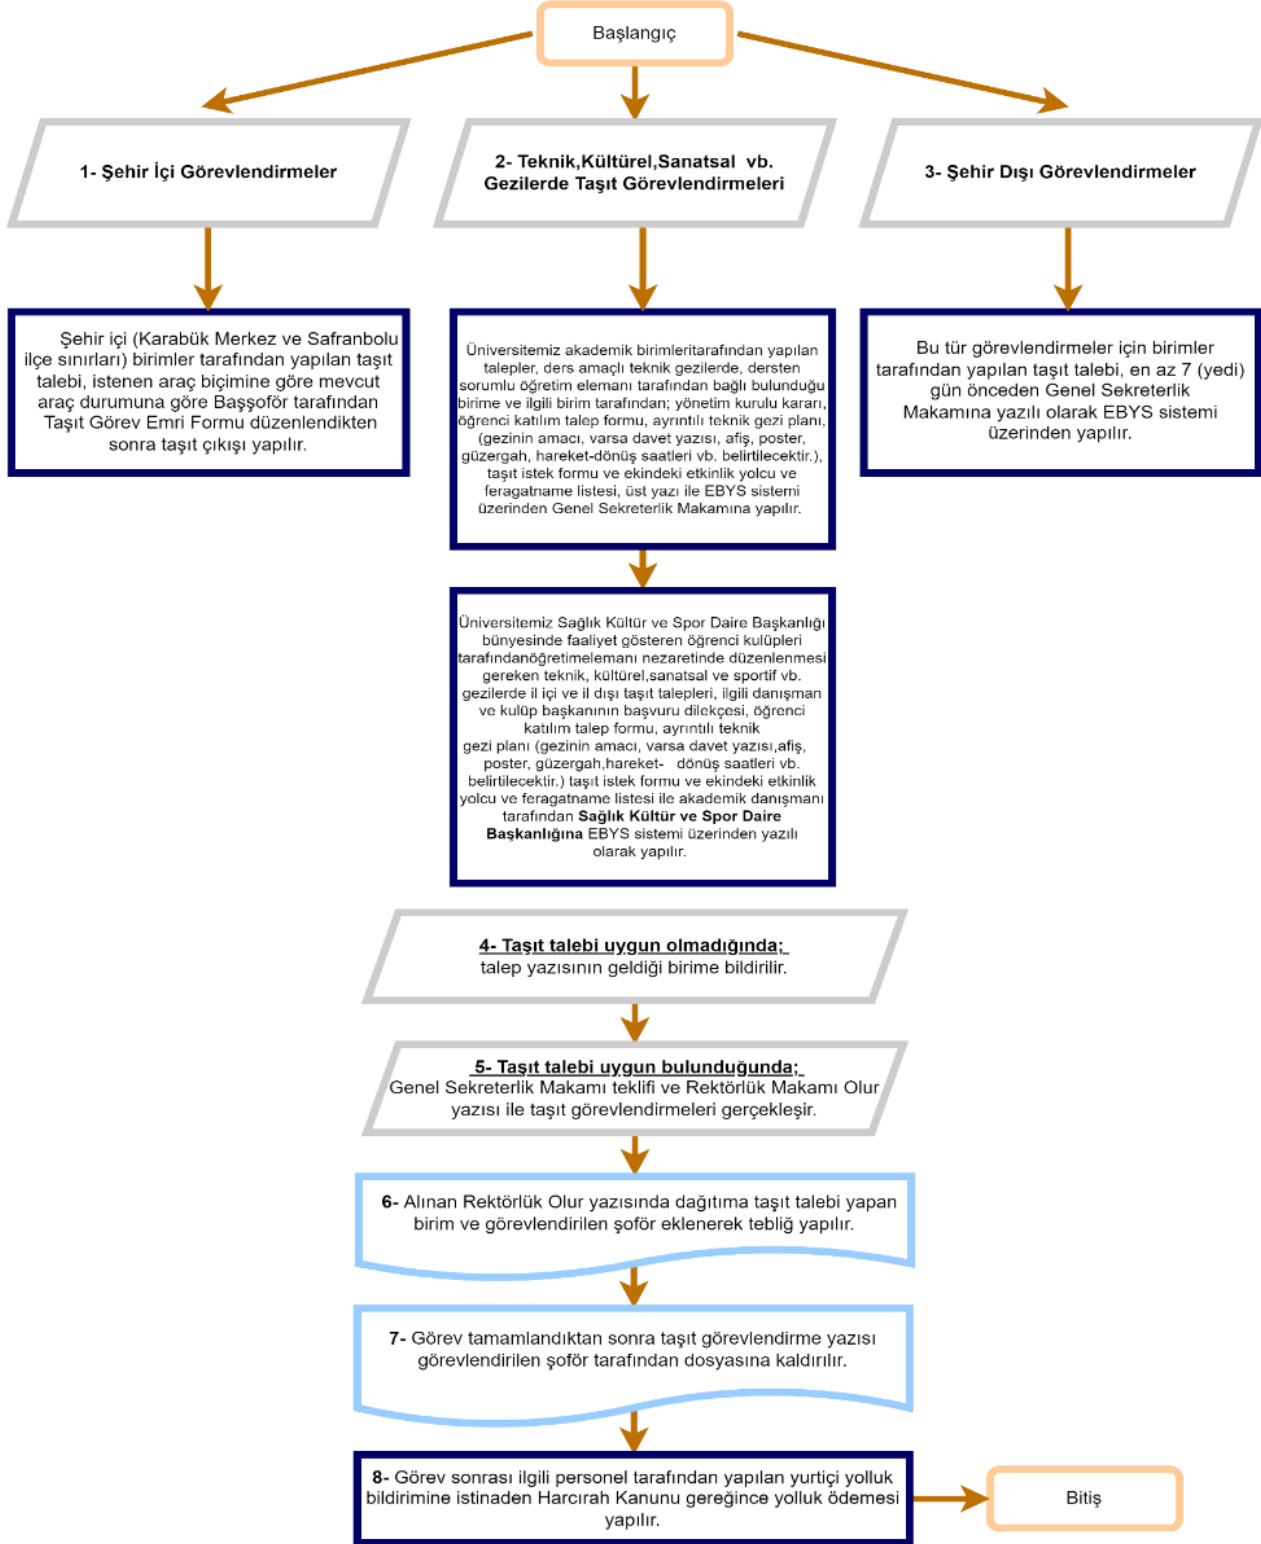 Başlangıç
1- Şehir İçi Görevlendirmeler
2- Teknik,Kültürel,Sanatsal vb.
Gezilerde Taşıt Görevlendirmeleri
3- Şehir Dışı Görevlendirmeler
Şehir içi (Karabük Merkez ve Safranbolu
ilçe sınırları) birimler tarafından yapılan taşıt
talebi, istenen araç biçimine göre mevcut
araç durumuna göre Başşoför tarafından
Taşıt Görev Emri Formu düzenlendikten
sonra taşıt çıkışı yapılır.
Üniversitemiz akademik birimleritarafından yapılan
talepler, ders amaçlı teknik gezilerde, dersten
sorumlu öğretim elemanı tarafından bağlı bulunduğu
birime ve ilgili birim tarafından; yönetim kurulu kararı,
öğrenci katılım talep formu, ayrıntılı teknik gezi planı,
(gezinin amacı, varsa davet yazısı, afiş, poster,
güzergah, hareket-dönüş saatleri vb. belirtilecektir.),
taşıt istek formu ve ekindeki etkinlik yolcu ve
feragatname listesi, üst yazı ile EBYS sistemi
üzerinden Genel Sekreterlik Makamına yapılır.
Bu tür görevlendirmeler için birimler
tarafından yapılan taşıt talebi, en az 7 (yedi)
gün önceden Genel Sekreterlik
Makamına yazılı olarak EBYS sistemi
üzerinden yapılır.
Üniversitemiz Sağlık Kültür ve Spor Daire Başkanlığı
bünyesinde faaliyet gösteren öğrenci kulüpleri
tarafındanöğretimelemanı nezaretinde düzenlenmesi
gereken teknik, kültürel,sanatsal ve sportif vb.
gezilerde il içi ve il dışı taşıt talepleri, ilgili danışman
ve kulüp başkanının başvuru dilekçesi, öğrenci
katılım talep formu, ayrıntılı teknik
gezi planı (gezinin amacı, varsa davet yazısı,afiş,
poster, güzergah,hareket- dönüş saatleri vb.
belirtilecektir.) taşıt istek formu ve ekindeki etkinlik
yolcu ve feragatname listesi ile akademik danışmanı
tarafından Sağlık Kültür ve Spor Daire
Başkanlığına EBYS sistemi üzerinden yazılı
olarak yapılır.
4- Taşıt talebi uygun olmadığında;
talep yazısının geldiği birime bildirilir.
5- Taşıt talebi uygun bulunduğunda;
Genel Sekreterlik Makamı teklifi ve Rektörlük Makamı Olur
yazısı ile taşıt görevlendirmeleri gerçekleşir.
6- Alınan Rektörlük Olur yazısında dağıtıma taşıt talebi yapan
birim ve görevlendirilen şoför eklenerek tebliğ yapılır.
7- Görev tamamlandıktan sonra taşıt görevlendirme yazısı
görevlendirilen şoför tarafından dosyasına kaldırılır.
8- Görev sonrası ilgili personel tarafından yapılan yurtiçi yolluk
bildirimine istinaden Harcırah Kanunu gereğince yolluk ödemesi
yapılır.
Bitiş